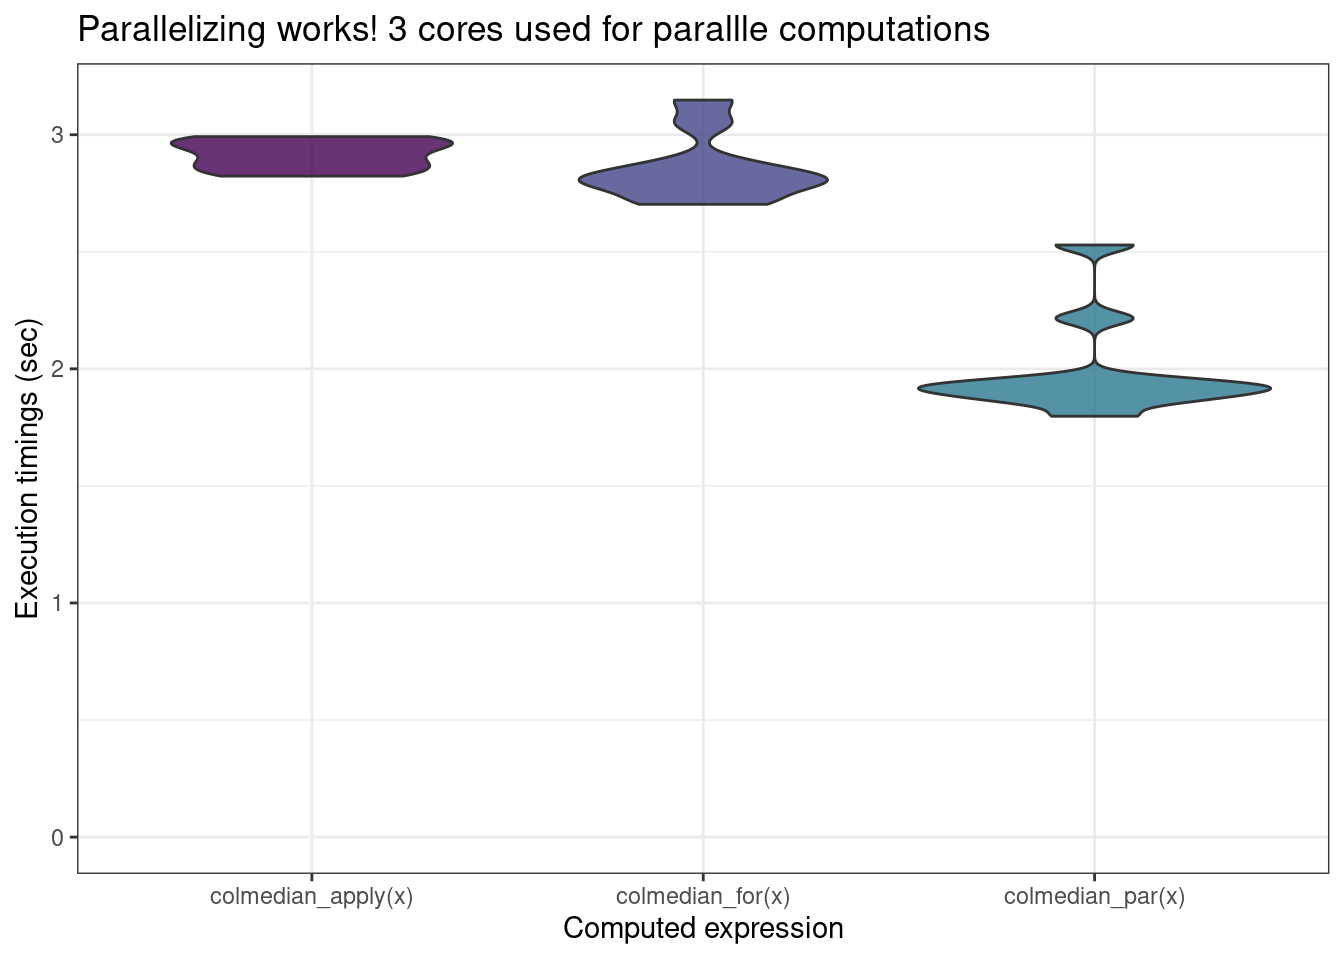 Parallelizing works! 3 cores used for parallle computations
Execution timings (sec)
3
2
1
0
colmedian_apply(x) colmedian_for(x) colmedian_par(x)
Computed expression